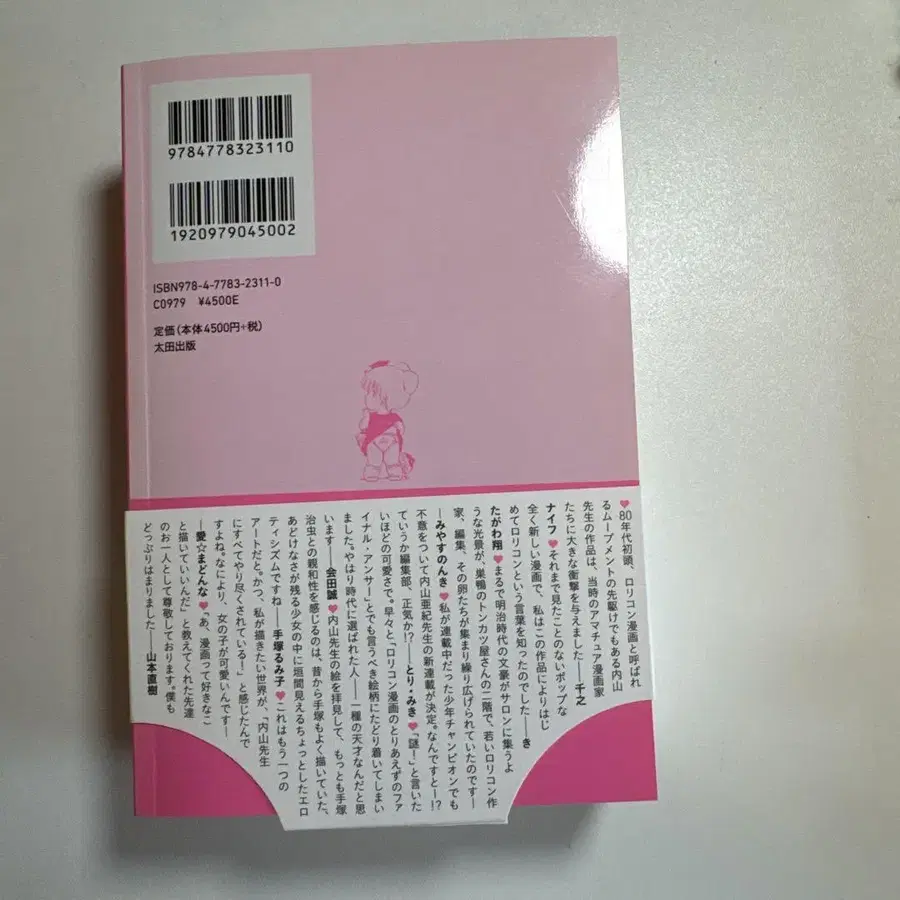 9784778323110
1920979045002
ISBN978-4-7783-2311-0
C0979 ¥4500E
定価（本体4500円+税）
太田出版
♥80年代初頭、ロリコン漫画と呼ばれ
るムーブメントの先駆けでもある内山
先生の作品は、当時のアマチュア漫画家
たちに大きな衝撃を与えました――千之
ナイフ♥それまで見たことのないポップな
全く新しい漫画で、私はこの作品によりはじ
めてロリコンという言葉を知ったのでした――き
たがわ翔♥まるで明治時代の文豪がサロンに集うよ
うな光景が、巣鴨のトンカツ屋さんの二階で、若いロリコン作
家、編集、その卵たちが集まり繰り広げられていたのです―
―みやすのんき♥私が連載中だった少年チャンピオンでも
不意をついて内山亜紀先生の新連載が決定。なんですとー!?
ていうか編集部、正気か!?――とり・みき♥「謎!」と言いた
いほどの可愛さで、早々と「ロリコン漫画のとりあえずのファ
イナル・アンサー」とでも言うべき絵柄にたどり着いてしまい
ました。やはり時代に選ばれた人――一種の天才なんだと思
います――会田誠♥内山先生の絵を拝見して、もっとも手塚
治虫との親和性を感じるのは、昔から手塚もよく描いていた、
あどけなさが残る少女の中に垣間見えるちょっとしたエロ
ティシズムですね――手塚るみ子♥これはもう一つの
アートだと。かつ、私が描きたい世界が、「内山先生
にすべてやり尽くされている!」と感じたんで
すよね。なにより、女の子が可愛いんです―
―愛☆まどんな♥あ、漫画って好きなこ
と描いていいんだ」と教えてくれた先達
のお一人として尊敬しております。僕も
どっぷりはまりました――山本直樹